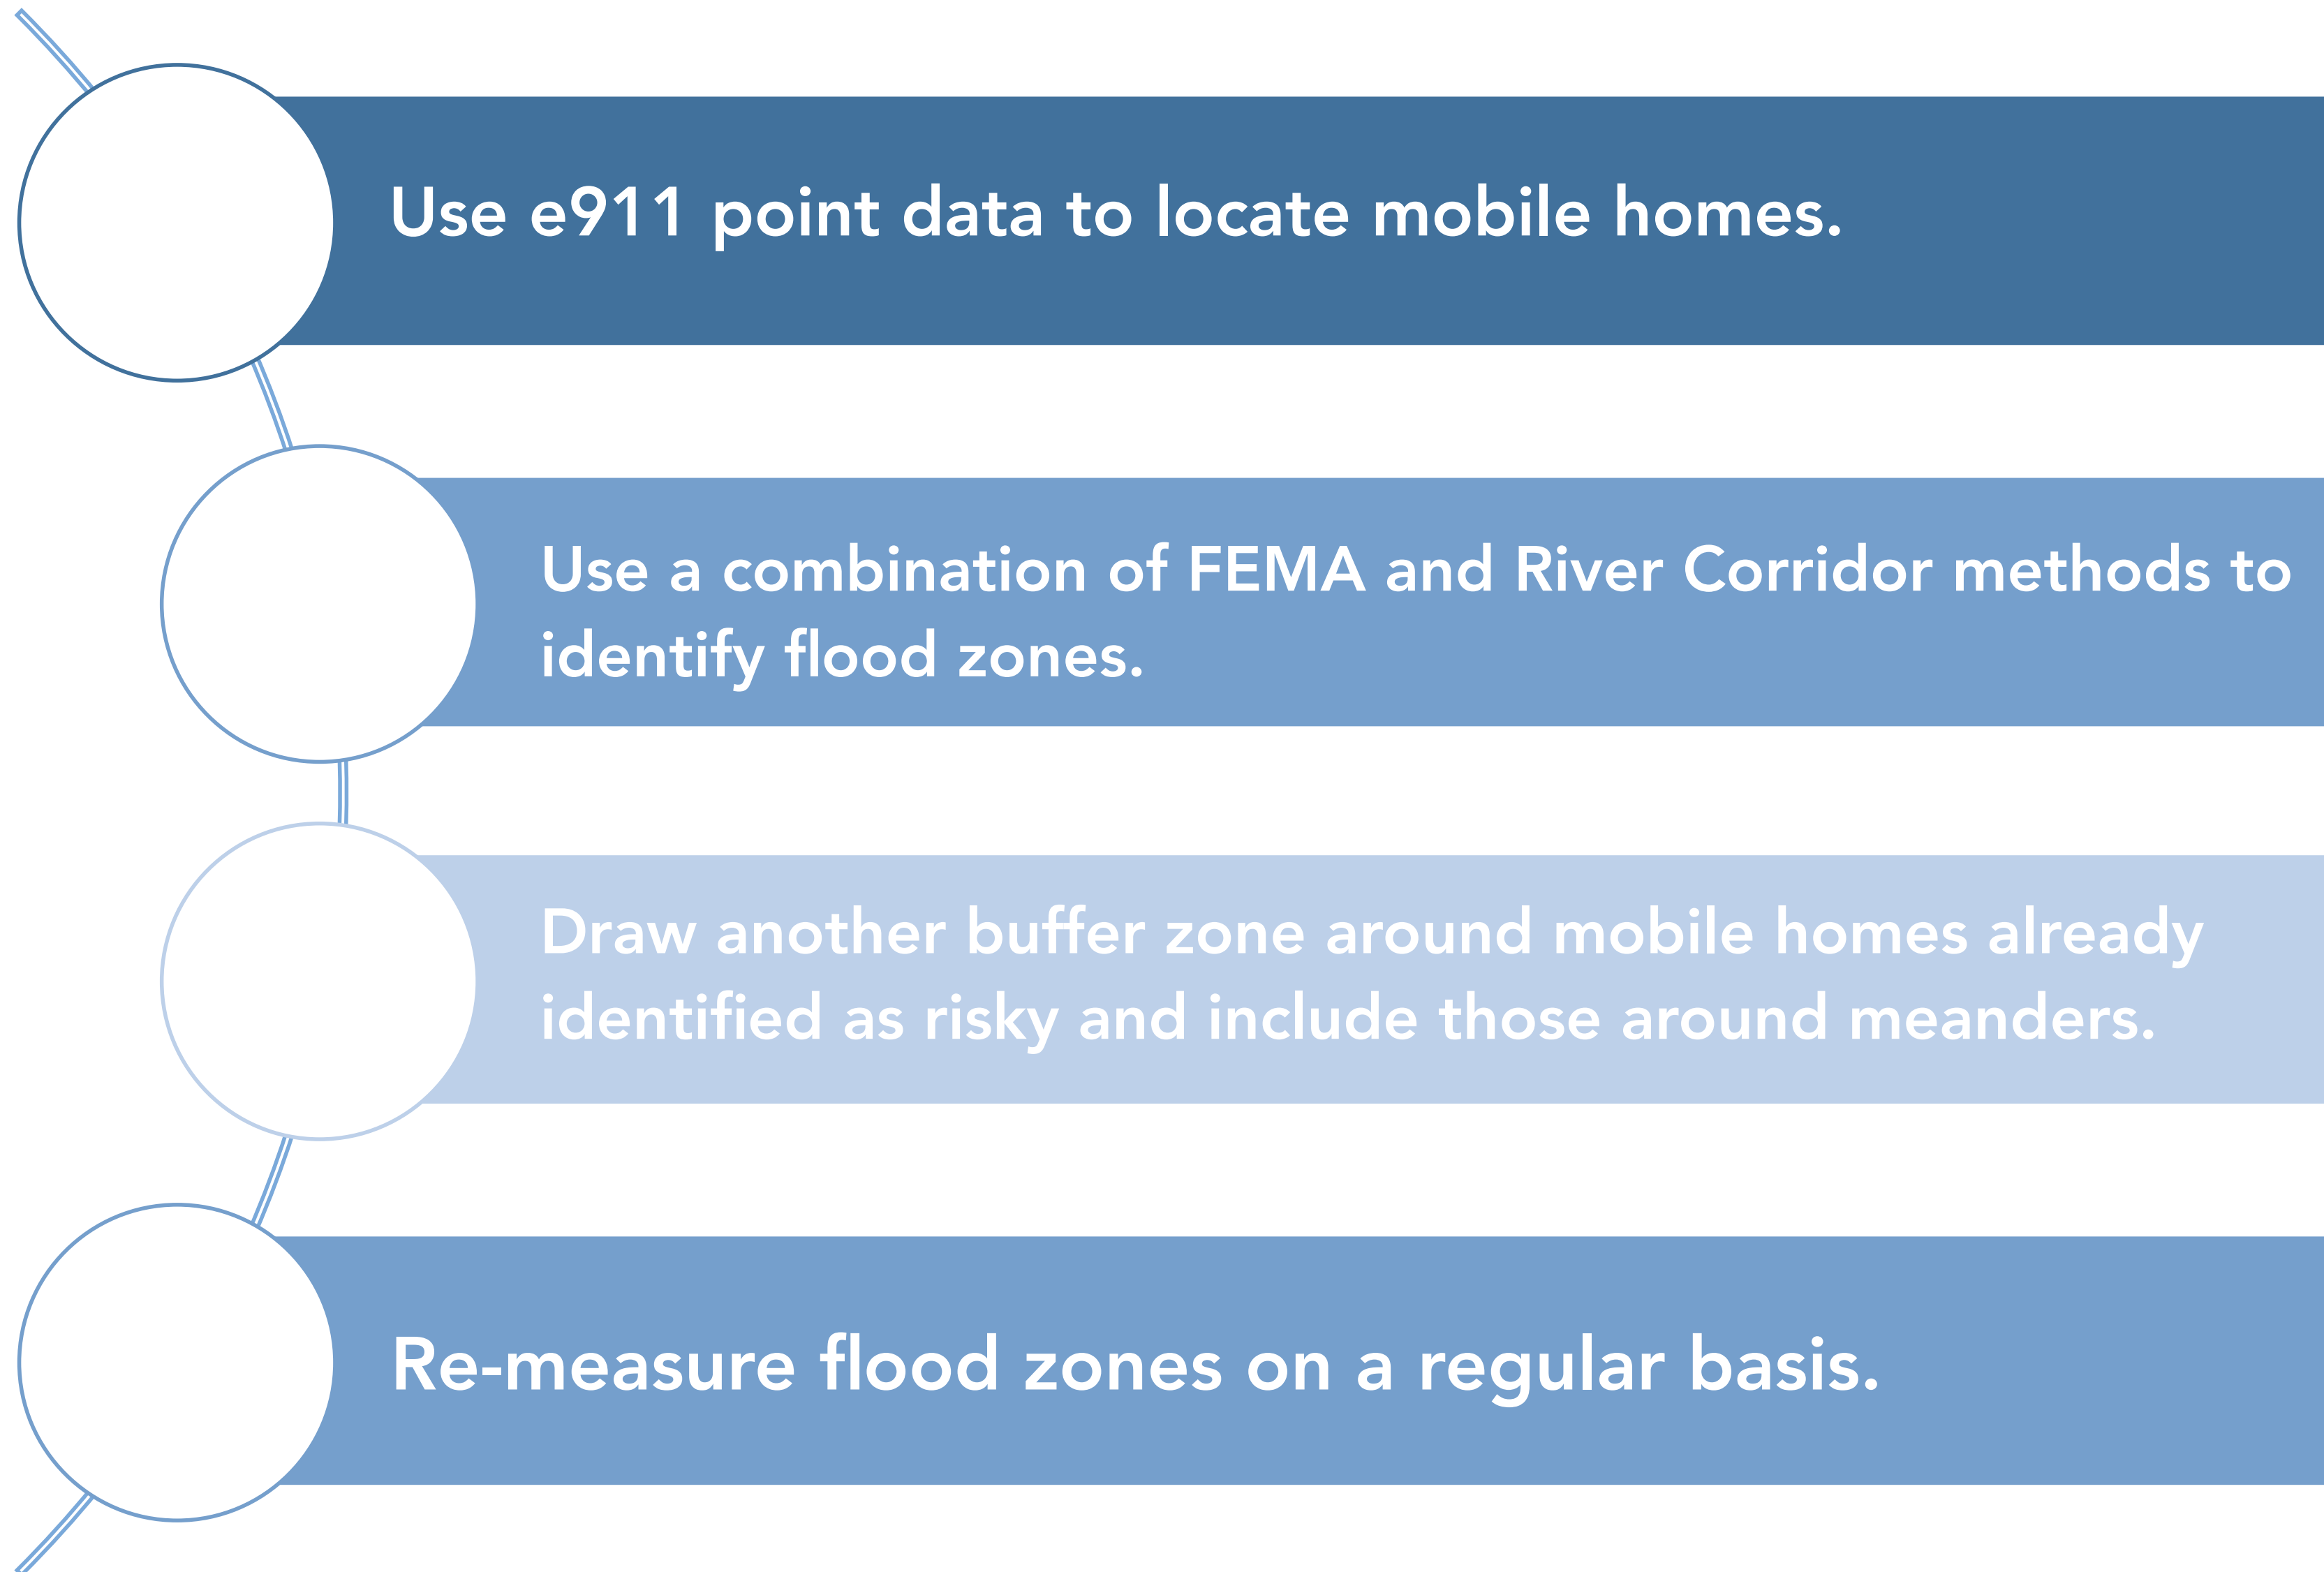 Use e911 point data to locate mobile homes.
Use a combination of FEMA and River Corridor methods to
identify flood zones.
Draw another buffer zone around mobile homes already
identified as risky and include those around meanders.
Re-measure flood zones on a regular basis.